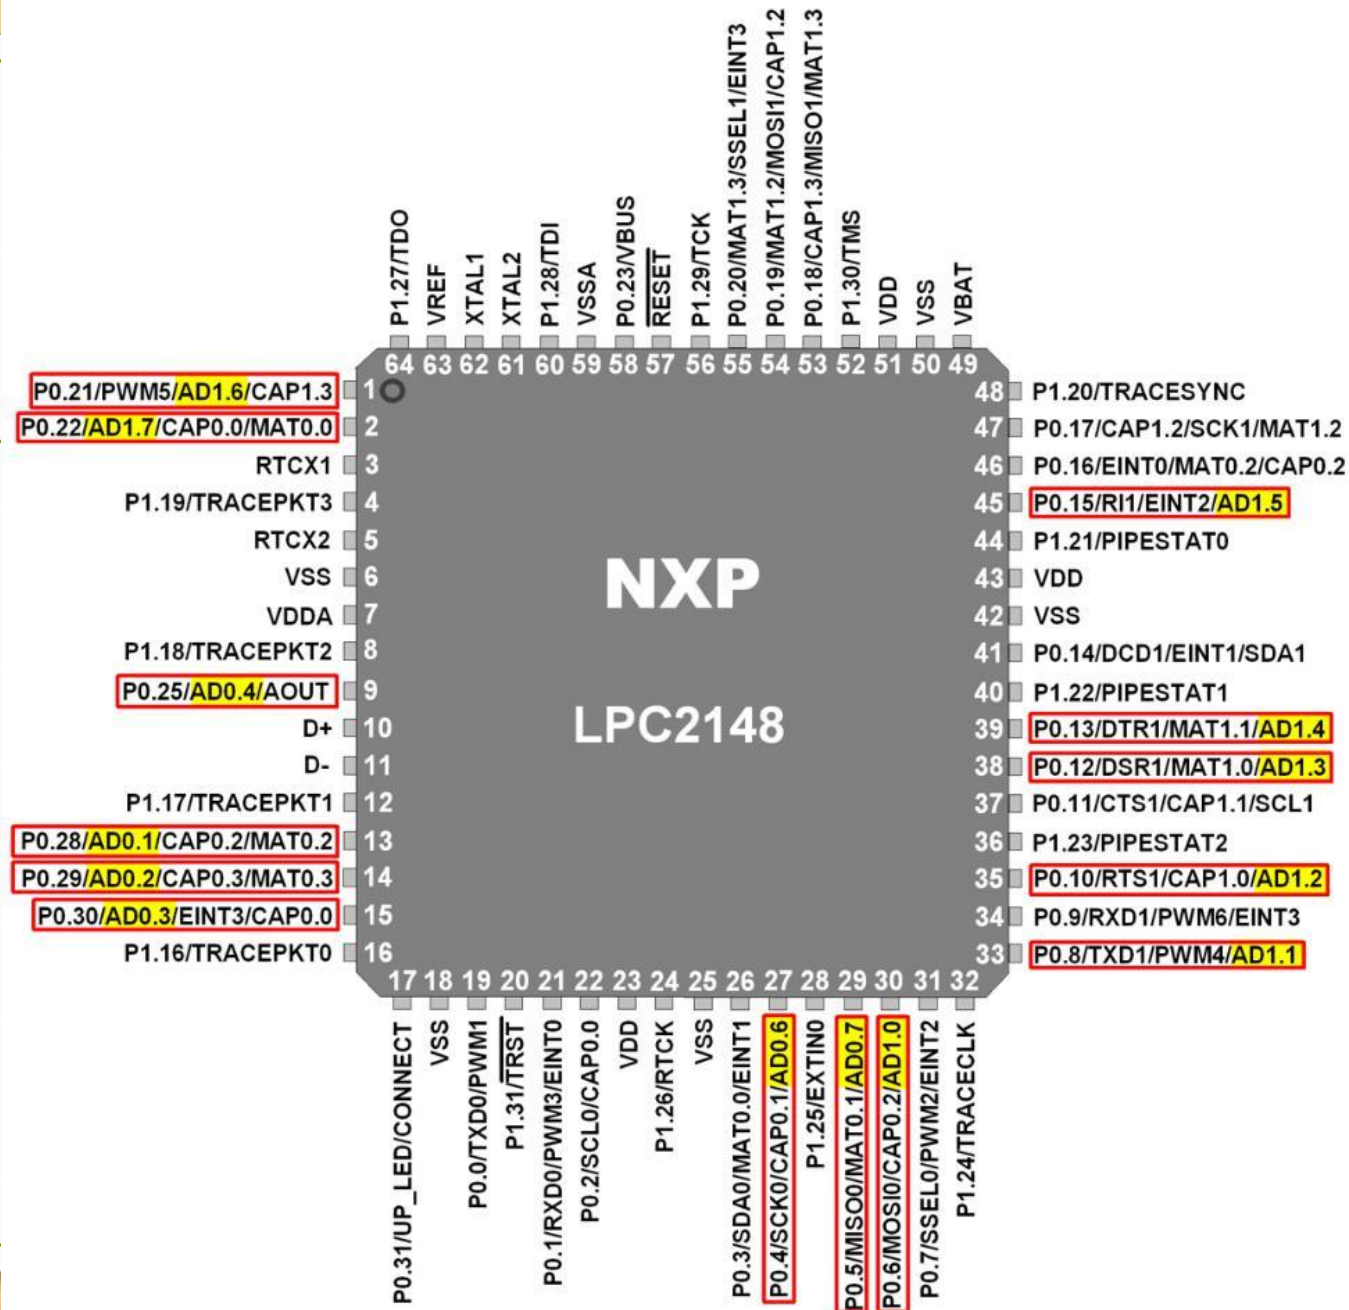 P1.27/TDO
VREF
XTAL1
XTAL2
P1.28/TDI
VSSA
P0.23/VBUS
RESET
P1.29/TCK
P0.20/MAT1.3/SSEL1/EINT3
P0.19/MAT1.2/MOSI1/CAP1.2
P0.18/CAP1.3/MISO1/MAT1.3
P1.30/TMS
VDD
VSS
VBAT
64 63 62 61 60 59 58 57 56 55 54 53 52 51 50 49
P0.21/PWM5/AD1.6/CAP1.3 1
P0.22/AD1.7/CAP0.0/MAT0.0 2
RTCX1 3
P1.19/TRACEPKT3 4
RTCX2 5
VSS 6
VDDA 7
P1.18/TRACEPKT2 8
P0.25/AD0.4/AOUT 9
D+ 10
D- 11
P1.17/TRACEPKT1 12
P0.28/AD0.1/CAP0.2/MAT0.2 13
P0.29/AD0.2/CAP0.3/MAT0.3 14
P0.30/AD0.3/EINT3/CAP0.0 15
P1.16/TRACEPKT0 16
NXP
LPC2148
48 P1.20/TRACESYNC
47 P0.17/CAP1.2/SCK1/MAT1.2
46 P0.16/EINT0/MAT0.2/CAP0.2
45 P0.15/RI1/EINT2/AD1.5
44 P1.21/PIPESTAT0
43 VDD
42 VSS
41 P0.14/DCD1/EINT1/SDA1
40 P1.22/PIPESTAT1
39 P0.13/DTR1/MAT1.1/AD1.4
38 P0.12/DSR1/MAT1.0/AD1.3
37 P0.11/CTS1/CAP1.1/SCL1
36 P1.23/PIPESTAT2
35 P0.10/RTS1/CAP1.0/AD1.2
34 P0.9/RXD1/PWM6/EINT3
33 P0.8/TXD1/PWM4/AD1.1
17 18 19 20 21 22 23 24 25 26 27 28 29 30 31 32
P0.31/UP_LED/CONNECT
VSS
P0.0/TXD0/PWM1
P1.31/TRST
P0.1/RXD0/PWM3/EINT0
P0.2/SCL0/CAP0.0
VDD
P1.26/RTCK
VSS
P0.3/SDA0/MAT0.0/EINT1
P0.4/SCK0/CAP0.1/AD0.6
P1.25/EXTIN0
P0.5/MISO0/MAT0.1/AD0.7
P0.6/MOSI0/CAP0.2/AD1.0
P0.7/SSEL0/PWM2/EINT2
P1.24/TRACECLK